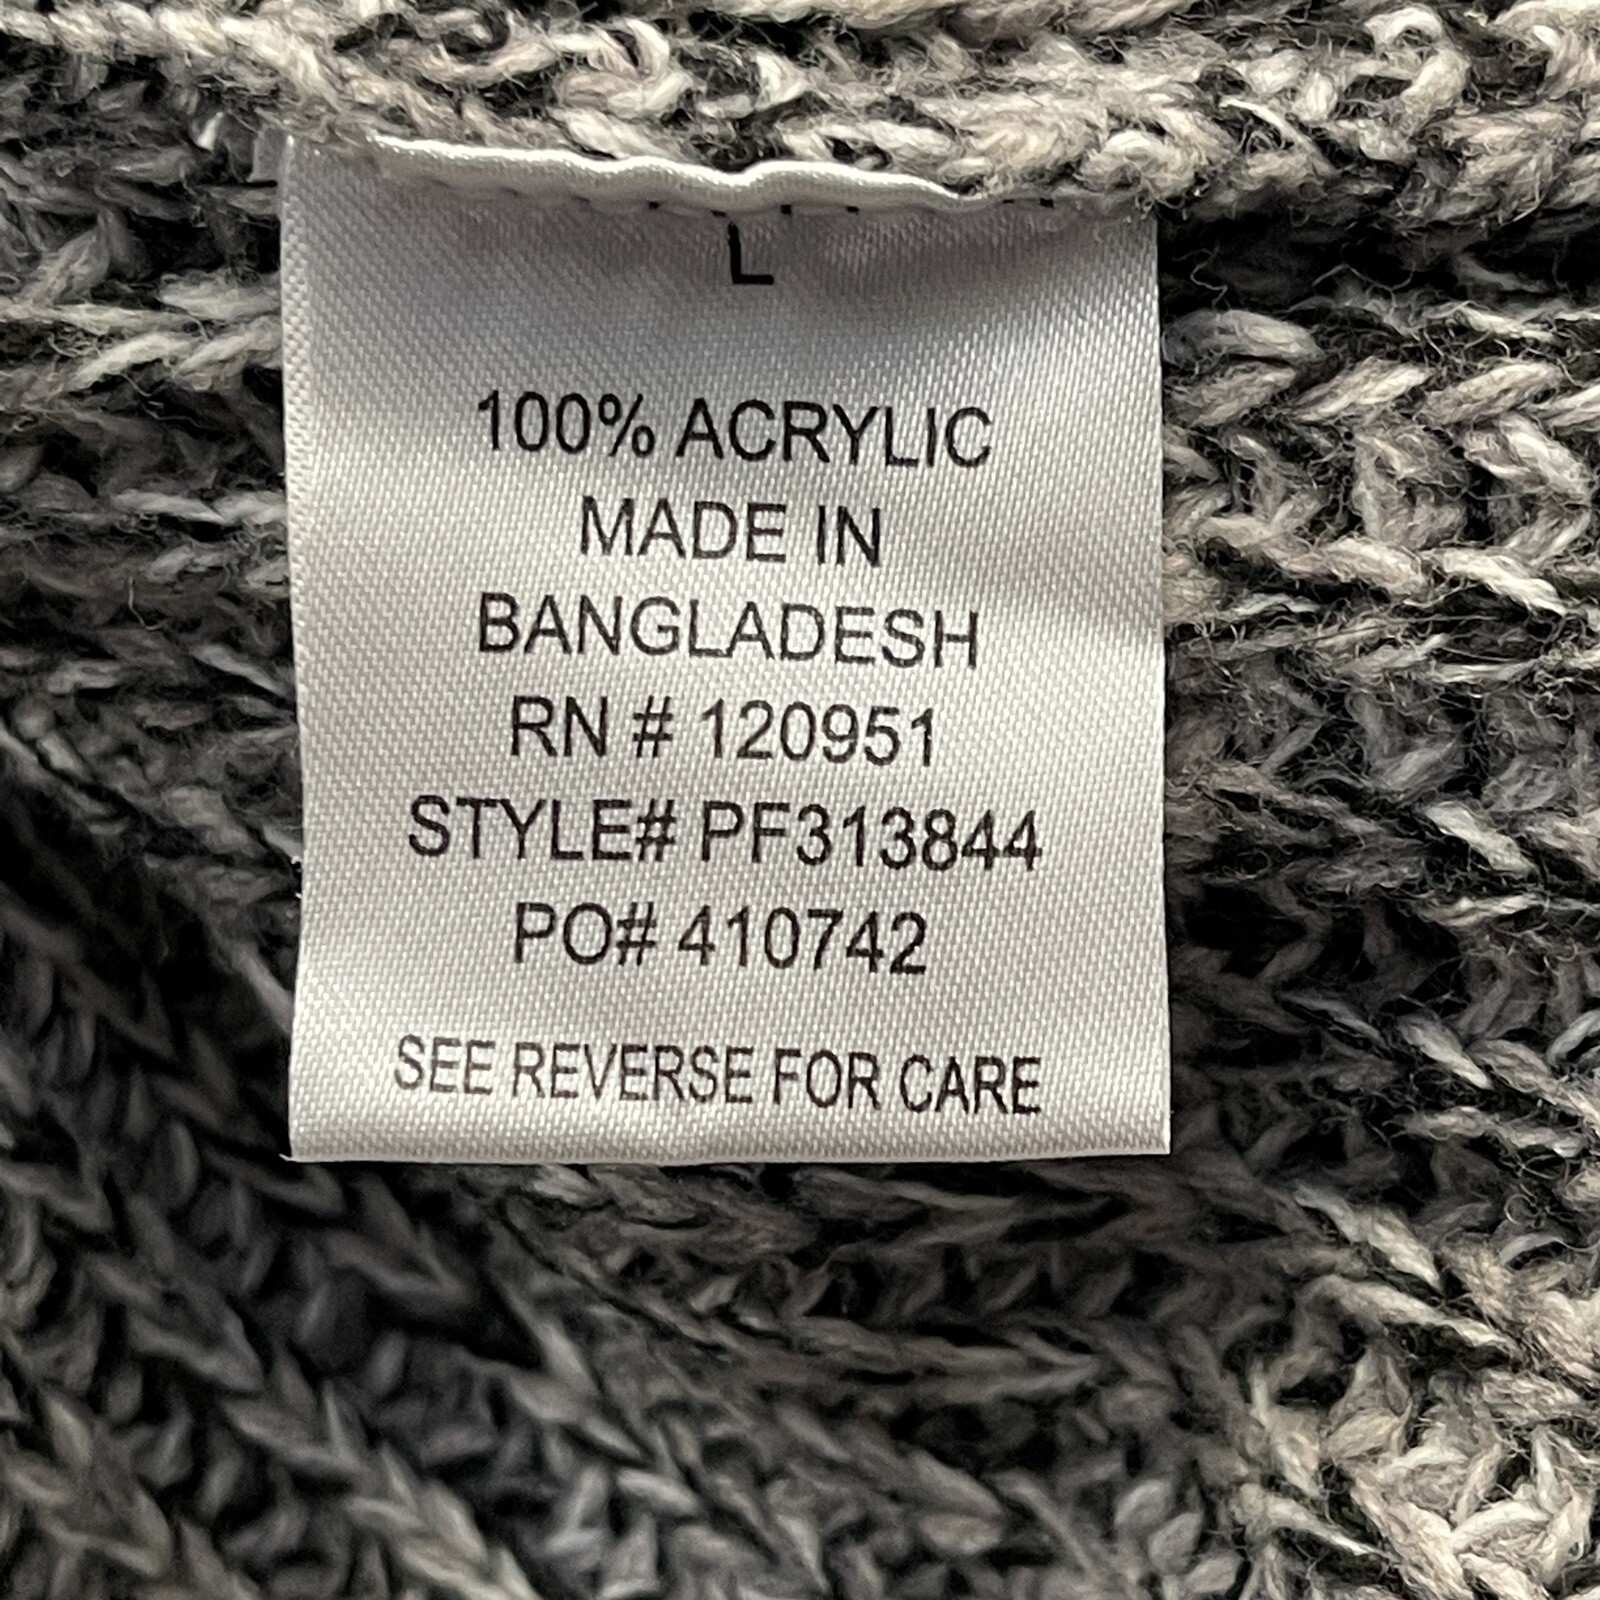 L
100% ACRYLIC
MADE IN
BANGLADESH
RN # 120951
STYLE# PF313844
PO# 410742
SEE REVERSE FOR CARE